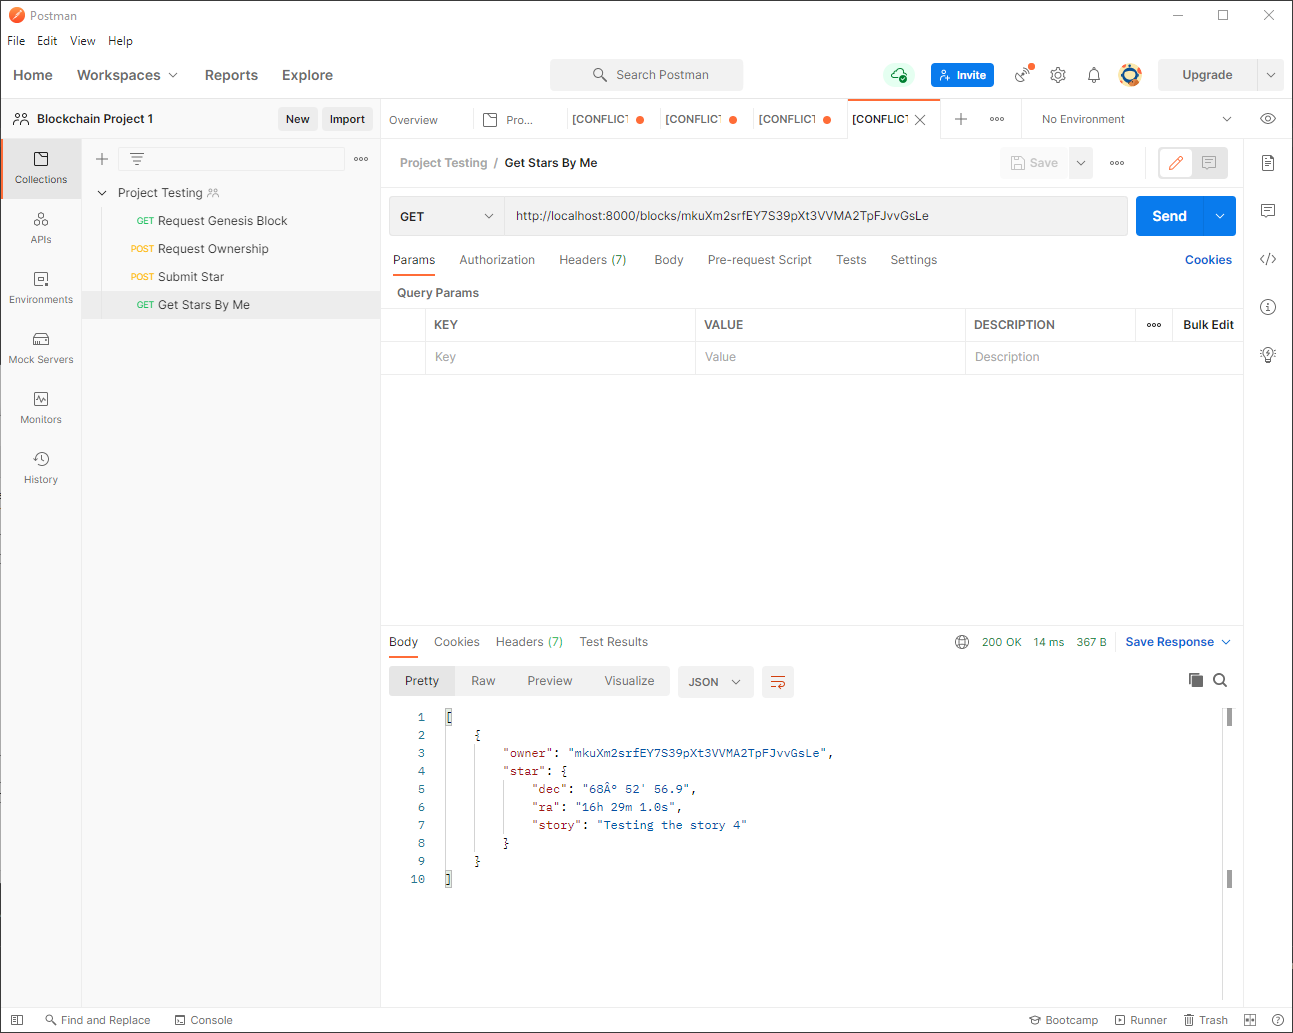 Postman
File Edit View Help
Home Workspaces Reports Explore Search Postman Invite Upgrade
Blockchain Project 1 New Import Overview Pro... [CONFLICT [CONFLICT [CONFLICT [CONFLICT No Environment
Collections
APIs
Environments
Mock Servers
Monitors
History
Project Testing
GET Request Genesis Block
POST Request Ownership
POST Submit Star
GET Get Stars By Me
Project Testing / Get Stars By Me Save
GET http://localhost:8000/blocks/mkuXm2srfEY7S39pXt3VVMA2TpFJvvGsLe Send
Params Authorization Headers (7) Body Pre-request Script Tests Settings Cookies
Query Params
KEY VALUE DESCRIPTION Bulk Edit
Key Value Description
Body Cookies Headers (7) Test Results 200 OK 14 ms 367 B Save Response
Pretty Raw Preview Visualize JSON
1 [
2 {
3 "owner": "mkuXm2srfEY7S39pXt3VVMA2TpFJvvGsLe",
4 "star": {
5 "dec": "68Âº 52' 56.9",
6 "ra": "16h 29m 1.0s",
7 "story": "Testing the story 4"
8 }
9 }
10 ]
Find and Replace Console Bootcamp Runner Trash